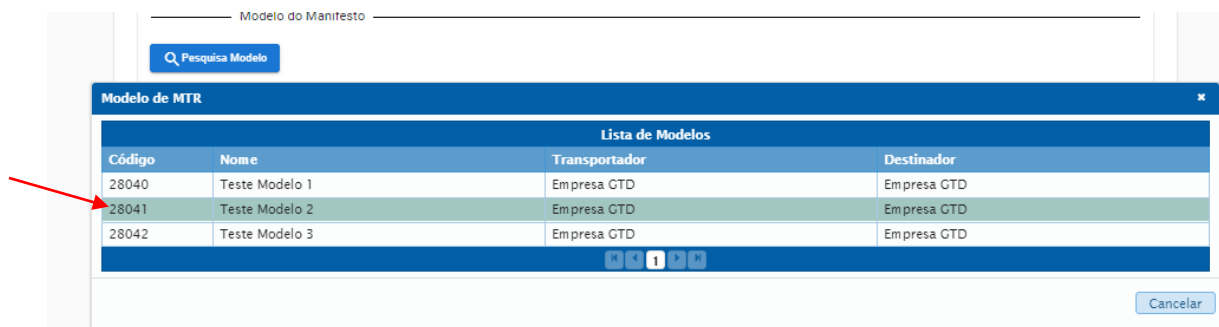 Modelo do Manifesto
Pesquisa Modelo
Modelo de MTR
Lista de Modelos
Código Nome Transportador Destinador
28040 Teste Modelo 1 Empresa GTD Empresa GTD
28041 Teste Modelo 2 Empresa GTD Empresa GTD
28042 Teste Modelo 3 Empresa GTD Empresa GTD
1
Cancelar